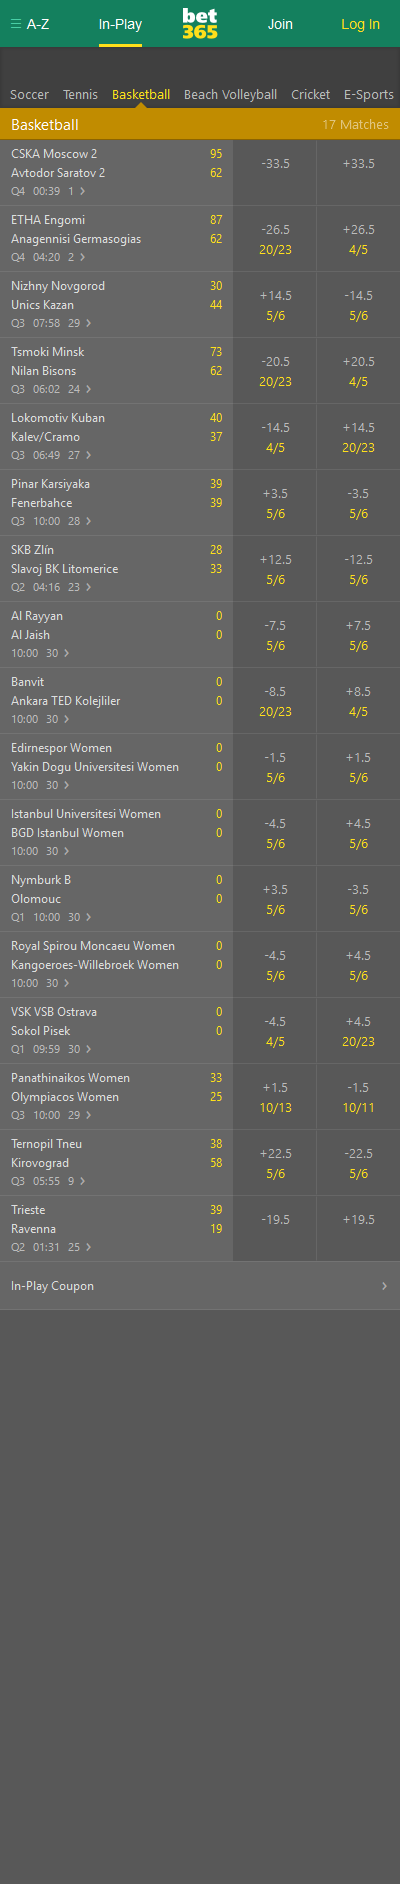 A-Z In-Play bet365 Join Log In
Soccer Tennis Basketball Beach Volleyball Cricket E-Sports
Basketball 17 Matches
CSKA Moscow 2 95
Avtodor Saratov 2 62
Q4 00:39 1
-33.5 +33.5
ETHA Engomi 87
Anagennisi Germasogias 62
Q4 04:20 2
-26.5 +26.5
20/23 4/5
Nizhny Novgorod 30
Unics Kazan 44
Q3 07:58 29
+14.5 -14.5
5/6 5/6
Tsmoki Minsk 73
Nilan Bisons 62
Q3 06:02 24
-20.5 +20.5
20/23 4/5
Lokomotiv Kuban 40
Kalev/Cramo 37
Q3 06:49 27
-14.5 +14.5
4/5 20/23
Pinar Karsiyaka 39
Fenerbahce 39
Q3 10:00 28
+3.5 -3.5
5/6 5/6
SKB Zlín 28
Slavoj BK Litomerice 33
Q2 04:16 23
+12.5 -12.5
5/6 5/6
Al Rayyan 0
Al Jaish 0
10:00 30
-7.5 +7.5
5/6 5/6
Banvit 0
Ankara TED Kolejliler 0
10:00 30
-8.5 +8.5
20/23 4/5
Edirnespor Women 0
Yakin Dogu Universitesi Women 0
10:00 30
-1.5 +1.5
5/6 5/6
Istanbul Universitesi Women 0
BGD Istanbul Women 0
10:00 30
-4.5 +4.5
5/6 5/6
Nymburk B 0
Olomouc 0
Q1 10:00 30
+3.5 -3.5
5/6 5/6
Royal Spirou Moncaeu Women 0
Kangoeroes-Willebroek Women 0
10:00 30
-4.5 +4.5
5/6 5/6
VSK VSB Ostrava 0
Sokol Pisek 0
Q1 09:59 30
-4.5 +4.5
4/5 20/23
Panathinaikos Women 33
Olympiacos Women 25
Q3 10:00 29
+1.5 -1.5
10/13 10/11
Ternopil Tneu 38
Kirovograd 58
Q3 05:55 9
+22.5 -22.5
5/6 5/6
Trieste 39
Ravenna 19
Q2 01:31 25
-19.5 +19.5
In-Play Coupon